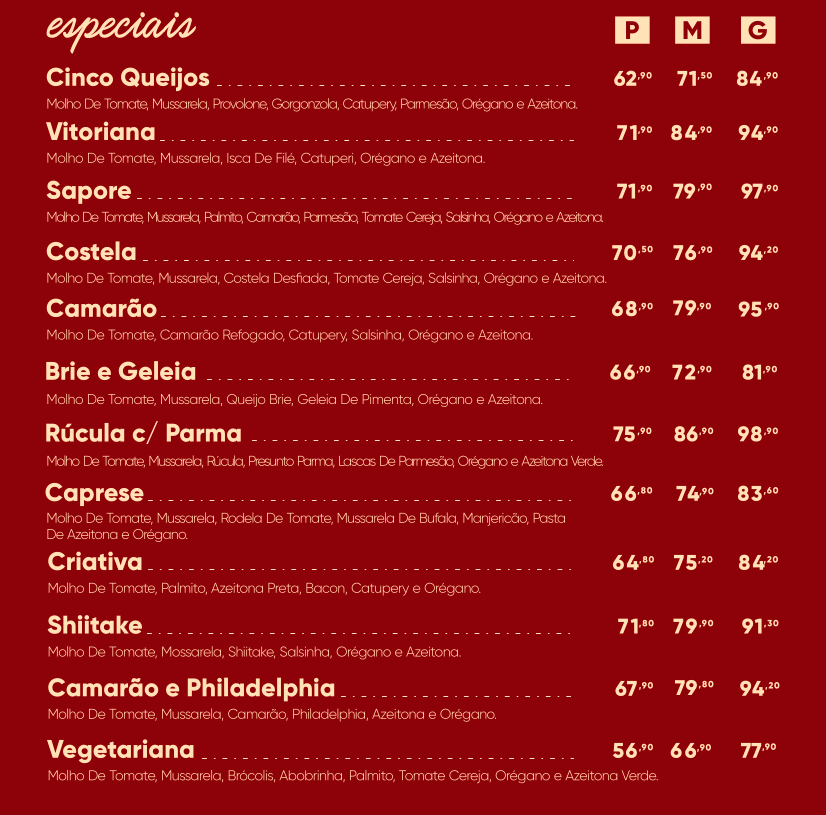 especiais P M G
Cinco Queijos 62,90 71,50 84,90
Molho De Tomate, Mussarela, Provolone, Gorgonzola, Catupery, Parmesão, Orégano e Azeitona.
Vitoriana 71,90 84,90 94,90
Molho De Tomate, Mussarela, Isca De Filé, Catuperi, Orégano e Azeitona.
Sapore 71,90 79,90 97,90
Molho De Tomate, Mussarela, Palmito, Camarão, Parmesão, Tomate Cereja, Salsinha, Orégano e Azeitona.
Costela 70,50 76,90 94,20
Molho De Tomate, Mussarela, Costela Desfiada, Tomate Cereja, Salsinha, Orégano e Azeitona.
Camarão 68,90 79,90 95,90
Molho De Tomate, Camarão Refogado, Catupery, Salsinha, Orégano e Azeitona.
Brie e Geleia 66,90 72,90 81,90
Molho De Tomate, Mussarela, Queijo Brie, Geleia De Pimenta, Orégano e Azeitona.
Rúcula c/ Parma 75,90 86,90 98,90
Molho De Tomate, Mussarela, Rúcula, Presunto Parma, Lascas De Parmesão, Orégano e Azeitona Verde.
Caprese 66,80 74,90 83,60
Molho De Tomate, Mussarela, Rodela De Tomate, Mussarela De Bufala, Manjericão, Pasta
De Azeitona e Orégano.
Criativa 64,80 75,20 84,20
Molho De Tomate, Palmito, Azeitona Preta, Bacon, Catupery e Orégano.
Shiitake 71,80 79,90 91,30
Molho De Tomate, Mossarela, Shiitake, Salsinha, Orégano e Azeitona.
Camarão e Philadelphia 67,90 79,80 94,20
Molho De Tomate, Mussarela, Camarão, Philadelphia, Azeitona e Orégano.
Vegetariana 56,90 66,90 77,90
Molho De Tomate, Mussarela, Brócolis, Abobrinha, Palmito, Tomate Cereja, Orégano e Azeitona Verde.